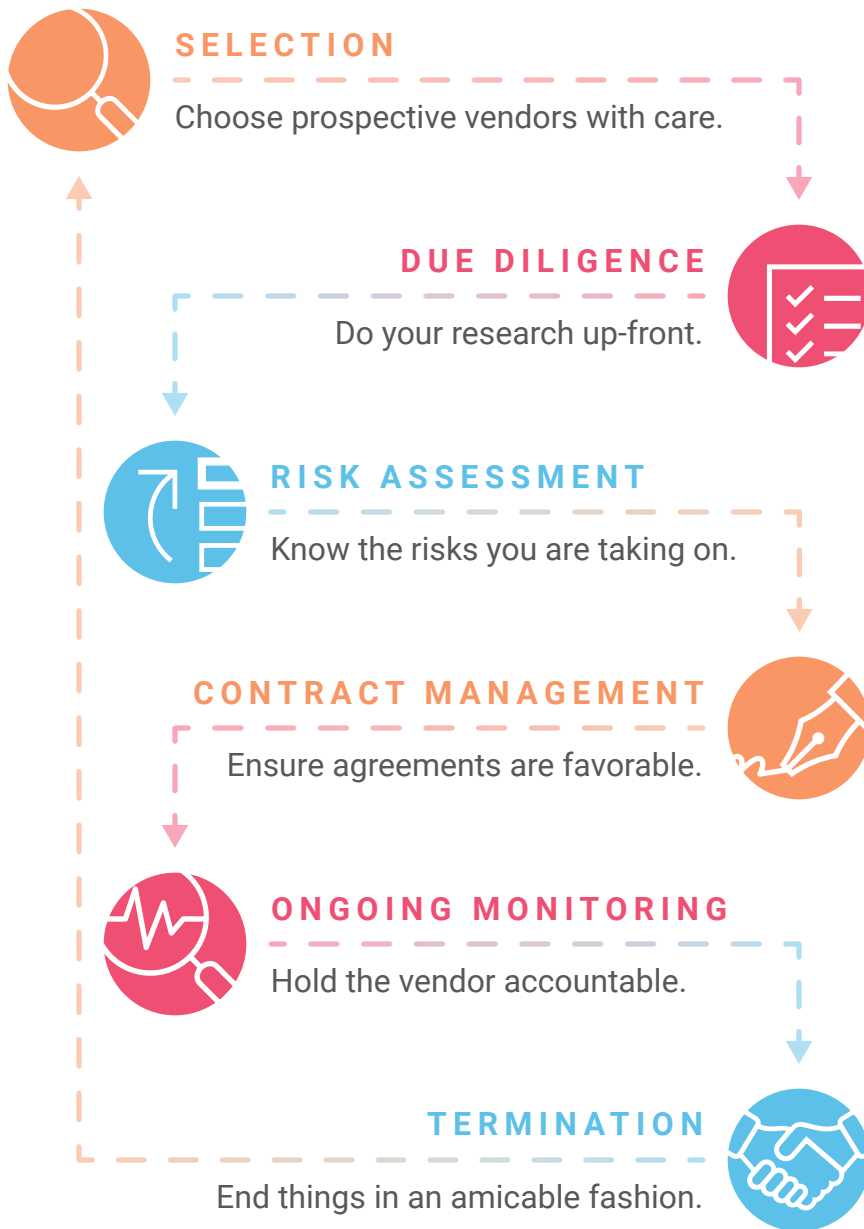 SELECTION
Choose prospective vendors with care.
DUE DILIGENCE
Do your research up-front.
RISK ASSESSMENT
Know the risks you are taking on.
CONTRACT MANAGEMENT
Ensure agreements are favorable.
ONGOING MONITORING
Hold the vendor accountable.
TERMINATION
End things in an amicable fashion.